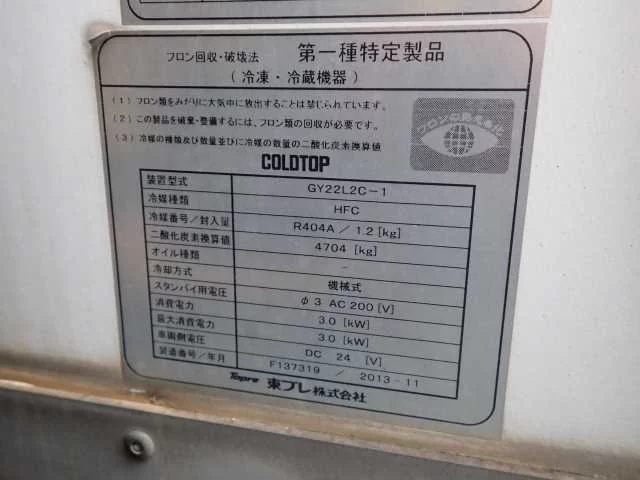 フロン回収・破壊法 第一種特定製品
(冷凍・冷蔵機器)
(1) フロン類をみだりに大気中に放出することは禁じられています。
(2) この製品を廃棄・整備するには、フロン類の回収が必要です。
(3) 冷媒の種類及び数量並びに冷媒の数量の二酸化炭素換算値
フロンの見える化
COLDTOP
装置型式 GY22L2C-1
冷媒種類 HFC
冷媒番号/封入量 R404A / 1.2 [kg]
二酸化炭素換算値 4704 [kg]
オイル種類 -
冷却方式 機械式
スタンバイ用電圧 φ3 AC 200 [V]
消費電力 3.0 [kW]
最大消費電力 3.0 [kW]
車両側電圧 DC 24 [V]
製造番号/年月 F137319 / 2013-11
Topre 東プレ株式会社